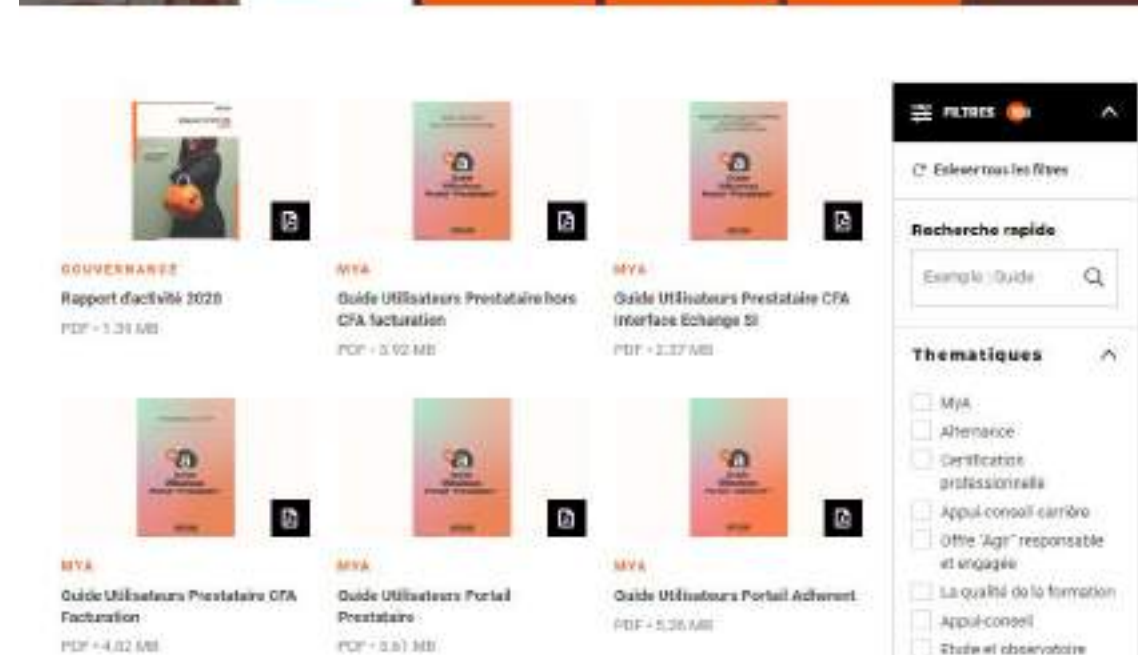 GOUVERNANCE
Rapport d'activité 2020
PDF - 1.39 MB
MYA
Guide Utilisateurs Prestataire hors
CFA facturation
PDF - 3.92 MB
MYA
Guide Utilisateurs Prestataire CFA
Interface Echange SI
PDF - 2.37 MB
MYA
Guide Utilisateurs Prestataire CFA
Facturation
PDF - 4.02 MB
MYA
Guide Utilisateurs Portail
Prestataire
PDF - 3.61 MB
MYA
Guide Utilisateurs Portail Adherent
PDF - 5.26 MB
FILTRES
Enlever tous les filtres
Recherche rapide
Exemple : Guide
Thematiques
MyA
Alternance
Certification
professionnelle
Appui-conseil carrière
Offre "Agir" responsable
et engagée
La qualité de la formation
Appui-conseil
Etude et observatoire